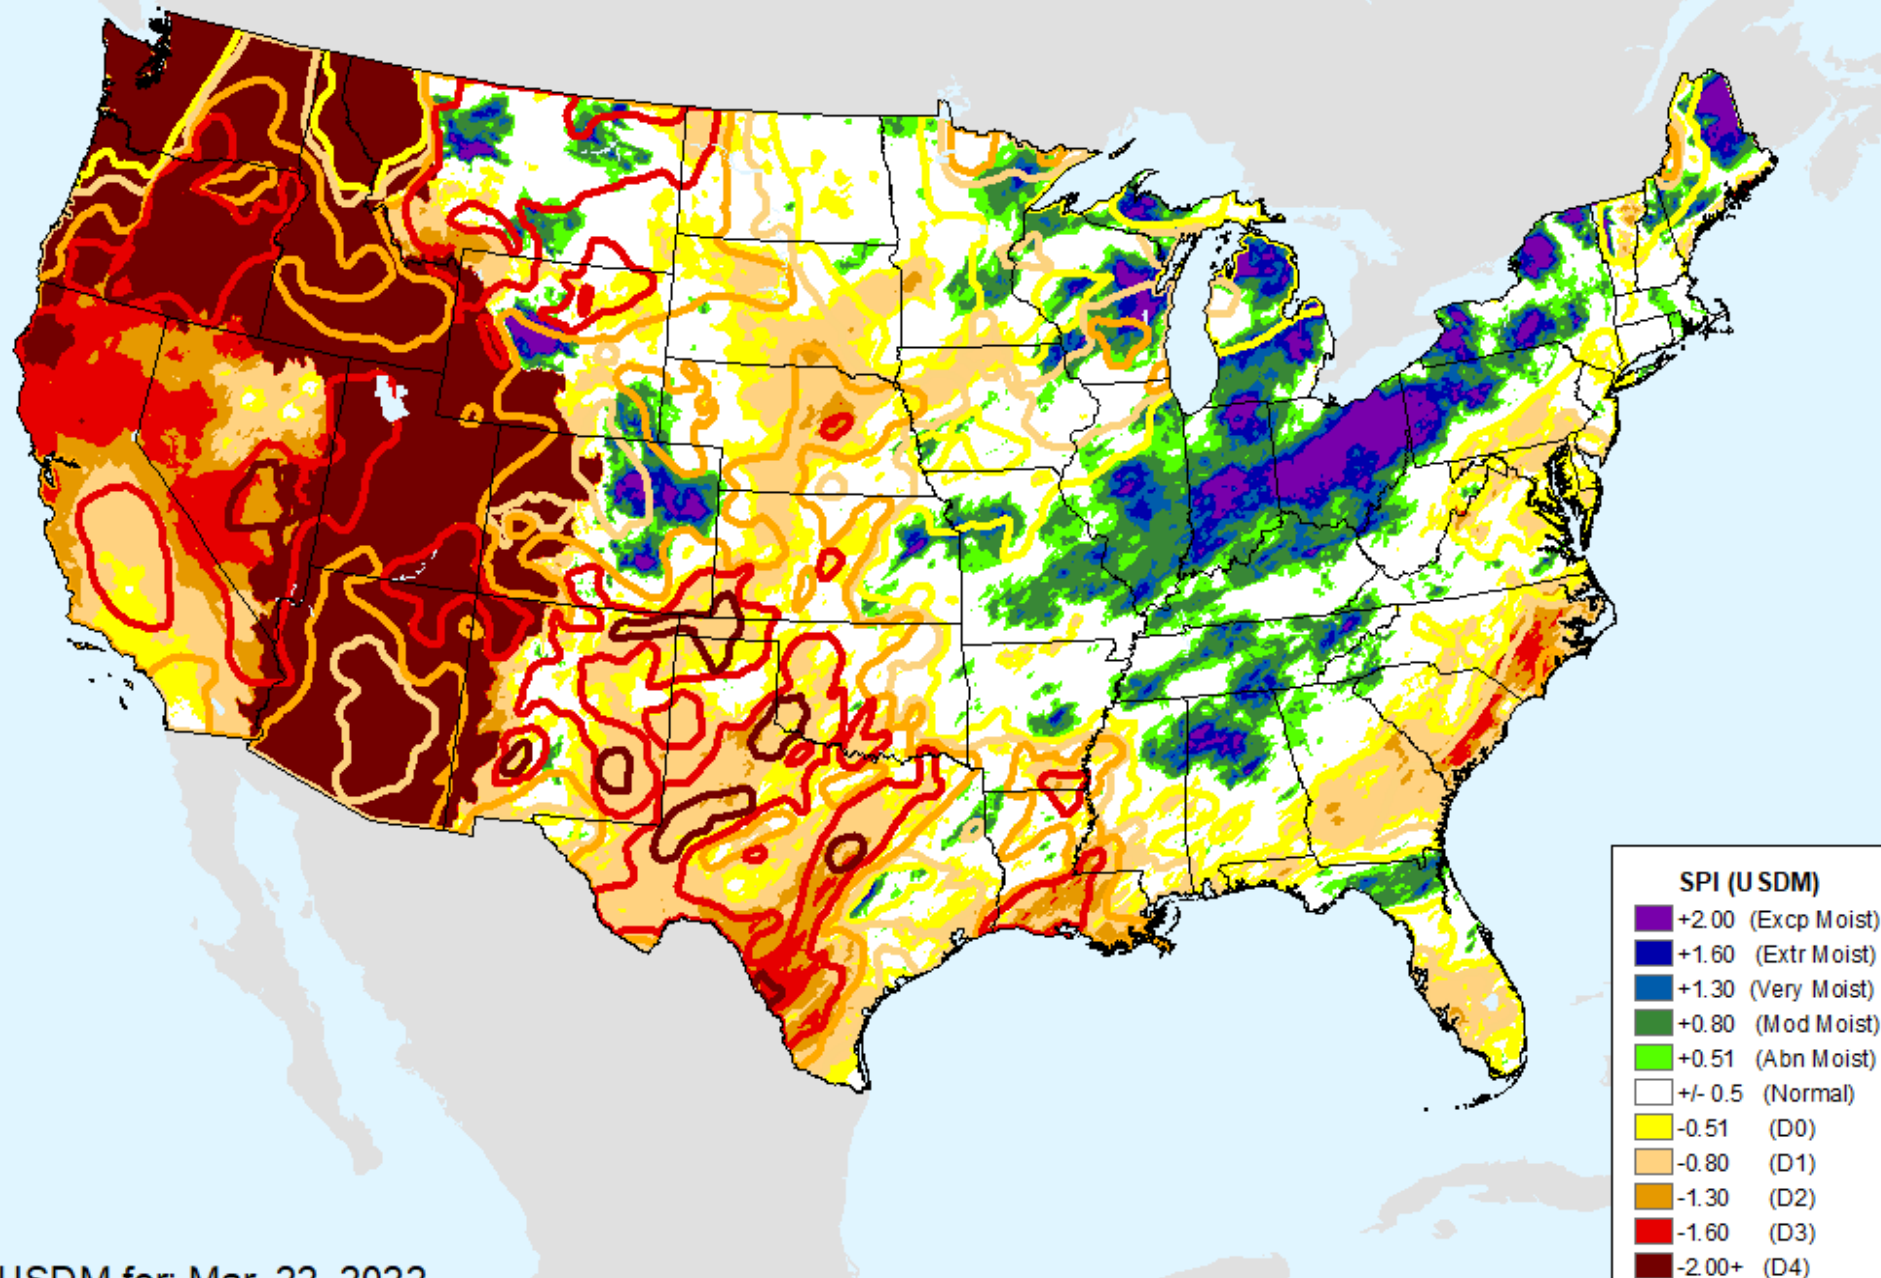 SPI (USDM)
+2.00 (Excp Moist)
+1.60 (Extr Moist)
+1.30 (Very Moist)
+0.80 (Mod Moist)
+0.51 (Abn Moist)
+/- 0.5 (Normal)
-0.51 (D0)
-0.80 (D1)
-1.30 (D2)
-1.60 (D3)
-2.00+ (D4)
USDM for: Mar. 22, 2022